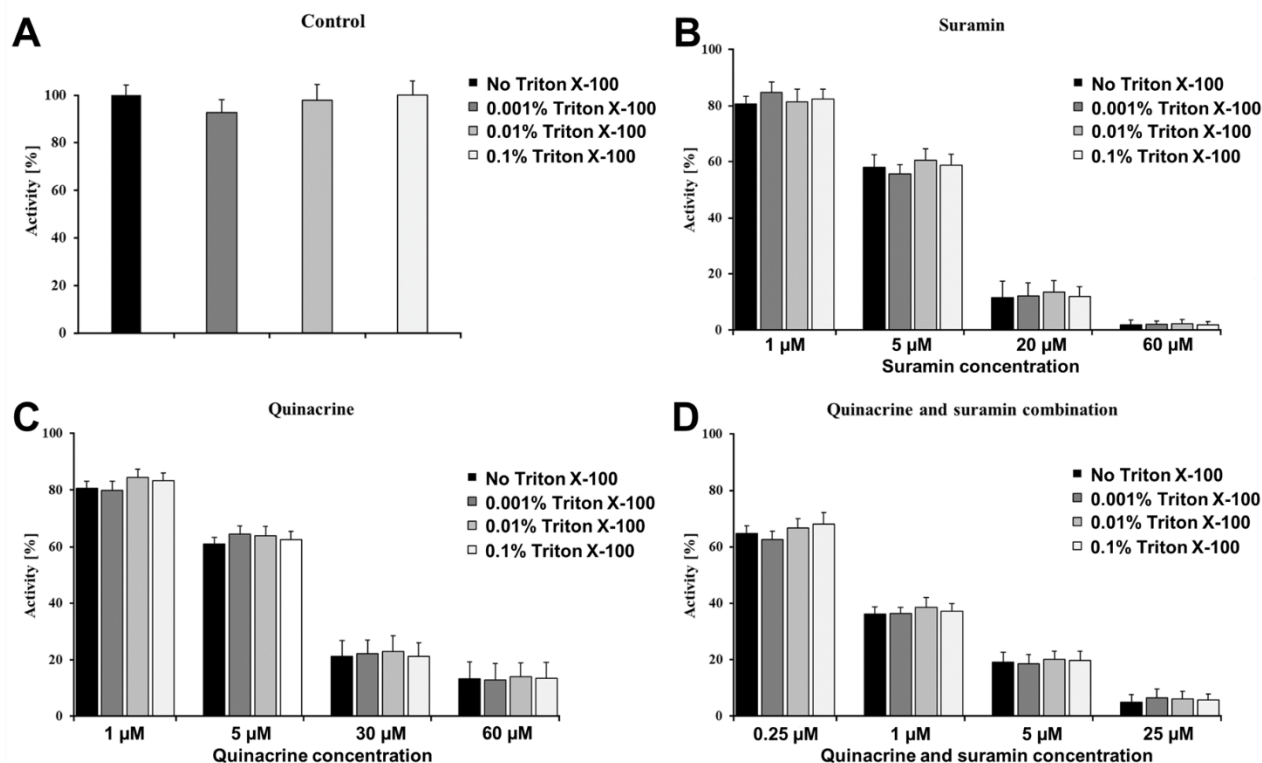 A
Control
Activity [%]
100
80
60
40
20
0
No Triton X-100
0.001% Triton X-100
0.01% Triton X-100
0.1% Triton X-100
B
Suramin
Activity [%]
100
80
60
40
20
0
No Triton X-100
0.001% Triton X-100
0.01% Triton X-100
0.1% Triton X-100
1 µM 5 µM 20 µM 60 µM
Suramin concentration
C
Quinacrine
Activity [%]
100
80
60
40
20
0
No Triton X-100
0.001% Triton X-100
0.01% Triton X-100
0.1% Triton X-100
1 µM 5 µM 30 µM 60 µM
Quinacrine concentration
D
Quinacrine and suramin combination
Activity [%]
100
80
60
40
20
0
No Triton X-100
0.001% Triton X-100
0.01% Triton X-100
0.1% Triton X-100
0.25 µM 1 µM 5 µM 25 µM
Quinacrine and suramin concentration